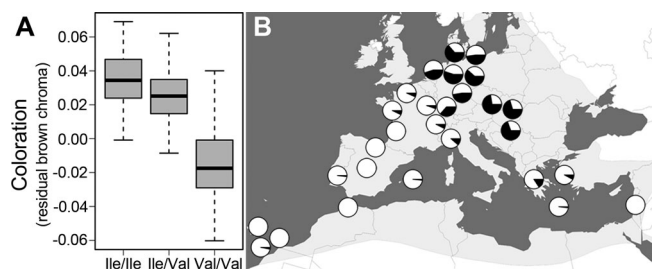 A
B
Coloration
(residual brown chroma)
0.06
0.04
0.02
0.00
-0.02
-0.04
-0.06
Ile/Ile Ile/Val Val/Val